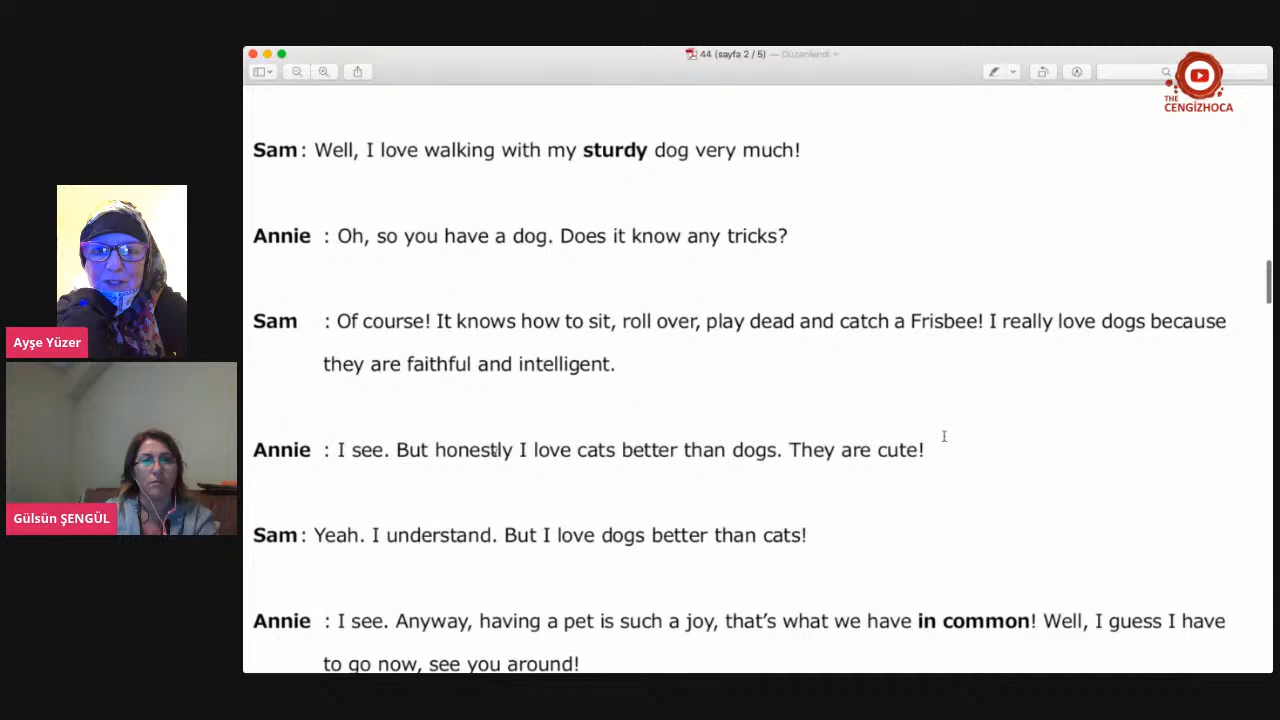 44 (sayfa 2 / 5) — Düzenlendi
THE
CENGİZHOCA
Sam : Well, I love walking with my sturdy dog very much!
Annie : Oh, so you have a dog. Does it know any tricks?
Sam : Of course! It knows how to sit, roll over, play dead and catch a Frisbee! I really love dogs because
they are faithful and intelligent.
Annie : I see. But honestly I love cats better than dogs. They are cute!
Sam : Yeah. I understand. But I love dogs better than cats!
Annie : I see. Anyway, having a pet is such a joy, that’s what we have in common! Well, I guess I have
to go now, see you around!
Ayşe Yüzer
Gülsün ŞENGÜL